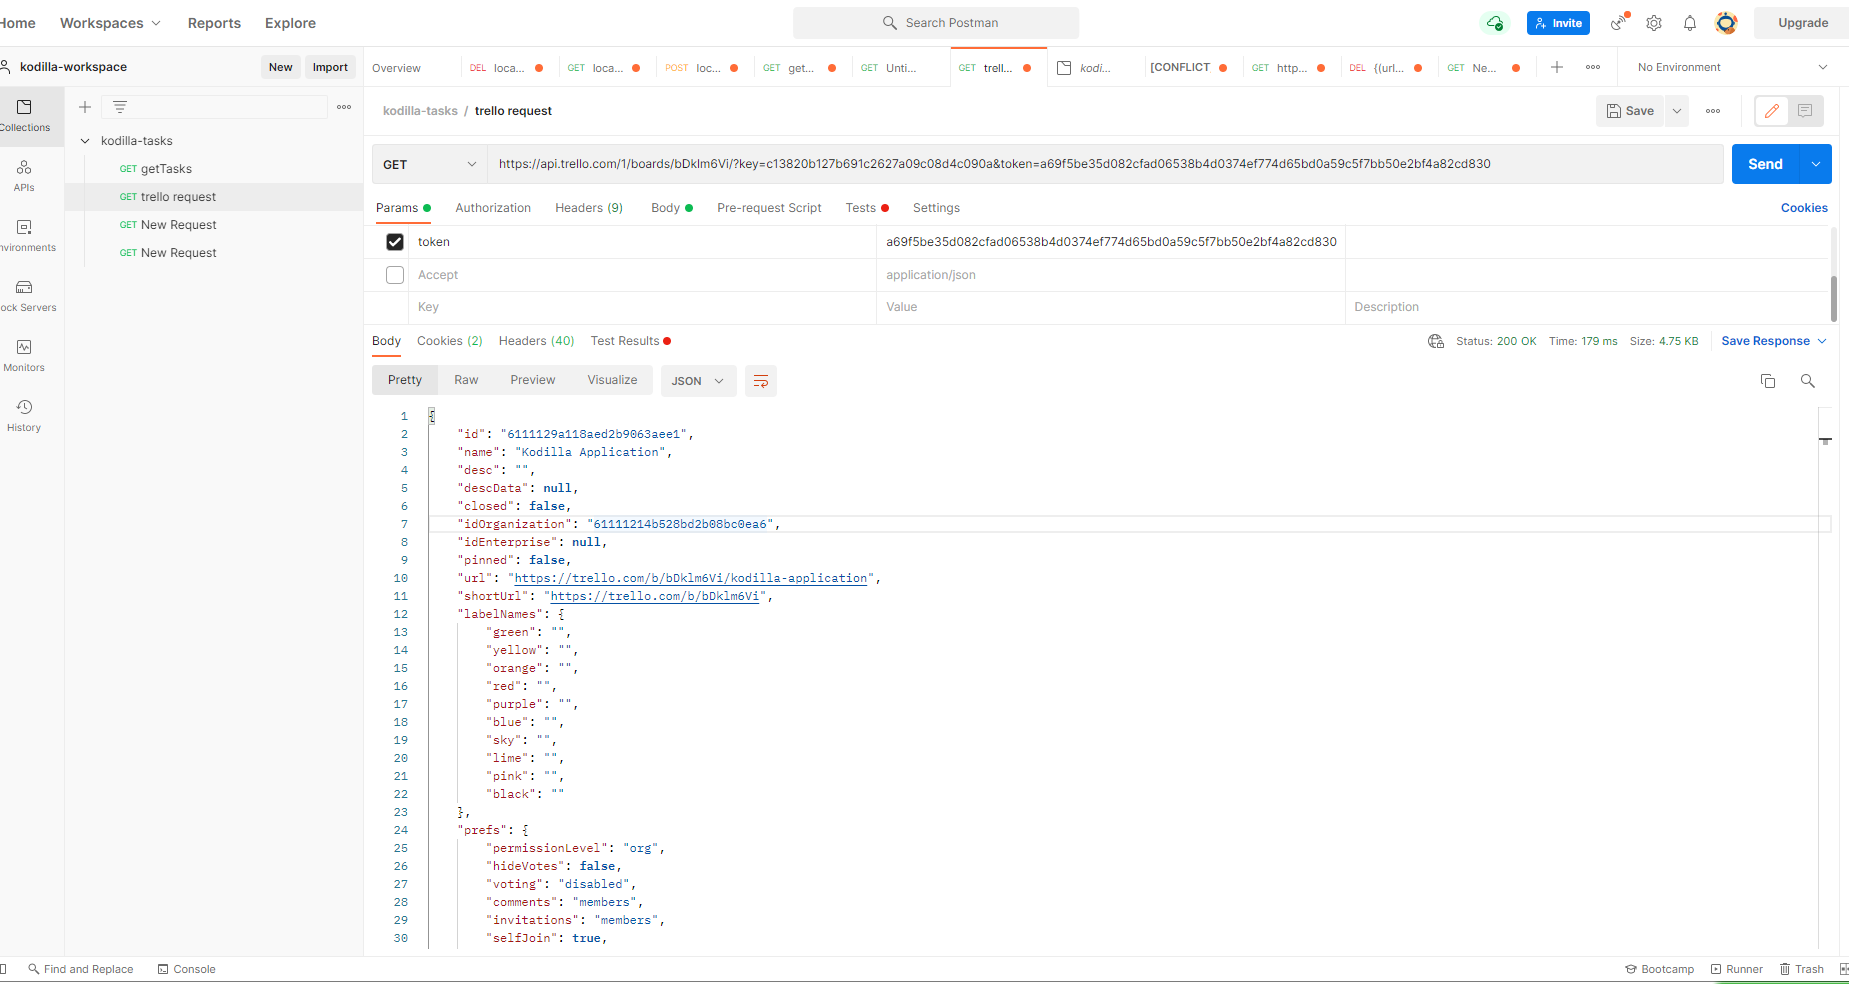 Home Workspaces Reports Explore Search Postman Invite Upgrade
kodilla-workspace New Import
Overview DEL loca... GET loca... POST loc... GET get... GET Unti... GET trell... kodi... [CONFLICT GET http... DEL {{url... GET Ne... No Environment
Collections
APIs
nvironments
ock Servers
Monitors
History
kodilla-tasks
GET getTasks
GET trello request
GET New Request
GET New Request
kodilla-tasks / trello request Save
GET https://api.trello.com/1/boards/bDklm6Vi/?key=c13820b127b691c2627a09c08d4c090a&token=a69f5be35d082cfad06538b4d0374ef774d65bd0a59c5f7bb50e2bf4a82cd830 Send
Params Authorization Headers (9) Body Pre-request Script Tests Settings Cookies
token a69f5be35d082cfad06538b4d0374ef774d65bd0a59c5f7bb50e2bf4a82cd830
Accept application/json
Key Value Description
Body Cookies (2) Headers (40) Test Results Status: 200 OK Time: 179 ms Size: 4.75 KB Save Response
Pretty Raw Preview Visualize JSON
1 {
2 "id": "6111129a118aed2b9063aee1",
3 "name": "Kodilla Application",
4 "desc": "",
5 "descData": null,
6 "closed": false,
7 "idOrganization": "61111214b528bd2b08bc0ea6",
8 "idEnterprise": null,
9 "pinned": false,
10 "url": "https://trello.com/b/bDklm6Vi/kodilla-application",
11 "shortUrl": "https://trello.com/b/bDklm6Vi",
12 "labelNames": {
13 "green": "",
14 "yellow": "",
15 "orange": "",
16 "red": "",
17 "purple": "",
18 "blue": "",
19 "sky": "",
20 "lime": "",
21 "pink": "",
22 "black": ""
23 },
24 "prefs": {
25 "permissionLevel": "org",
26 "hideVotes": false,
27 "voting": "disabled",
28 "comments": "members",
29 "invitations": "members",
30 "selfJoin": true,
Find and Replace Console Bootcamp Runner Trash